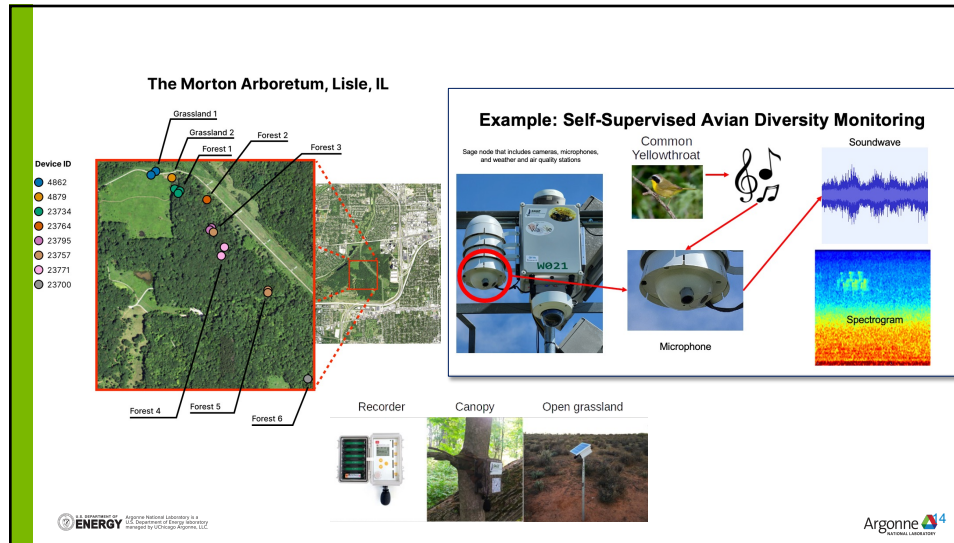 The Morton Arboretum, Lisle, IL
Grassland 1
Grassland 2
Forest 1
Forest 2
Forest 3
Device ID
4862
4879
23734
23764
23795
23757
23771
23700
Forest 4
Forest 5
Forest 6
Example: Self-Supervised Avian Diversity Monitoring
Sage node that includes cameras, microphones,
and weather and air quality stations
Common
Yellowthroat
Soundwave
W021
Microphone
Spectrogram
Recorder
Canopy
Open grassland
U.S. DEPARTMENT OF
ENERGY
Argonne National Laboratory is a
U.S. Department of Energy laboratory
managed by UChicago Argonne, LLC.
Argonne
NATIONAL LABORATORY
14